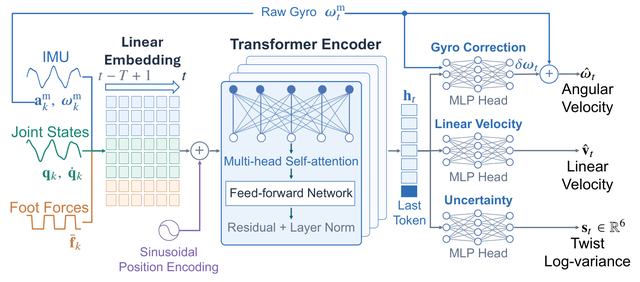 Raw Gyro ω_t^m
IMU
a_k^m, ω_k^m
Joint States
q_k, q̇_k
Foot Forces
f̄_k
Linear
Embedding
t − T + 1
t
Sinusoidal
Position Encoding
Transformer Encoder
Multi-head Self-attention
Feed-forward Network
Residual + Layer Norm
h_t
Last
Token
Gyro Correction
MLP Head
δω_t
ω̂_t
Angular
Velocity
Linear Velocity
MLP Head
v̂_t
Linear
Velocity
Uncertainty
MLP Head
s_t ∈ ℝ^6
Twist
Log-variance